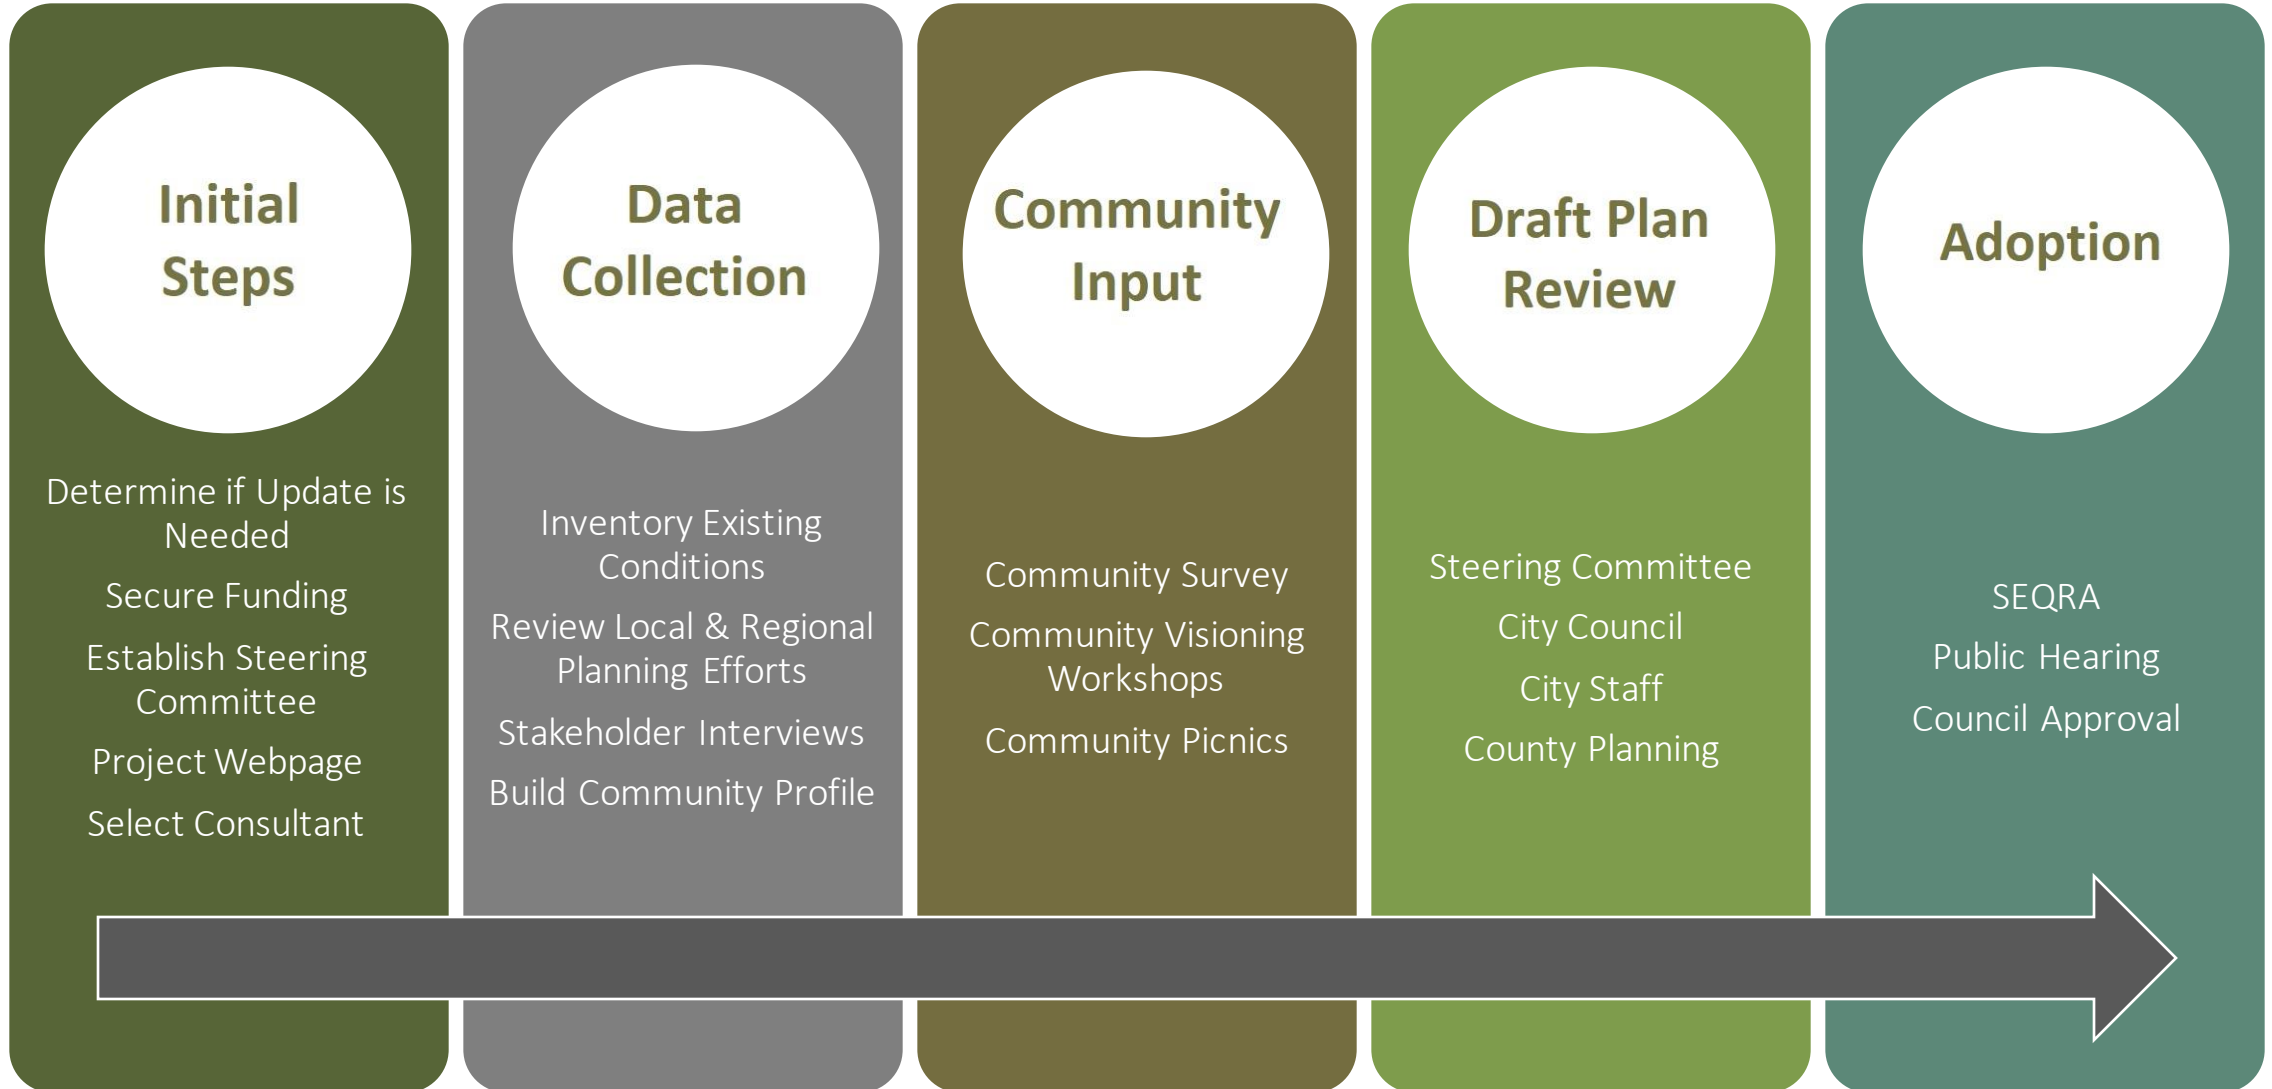 Initial
Steps
Determine if Update is
Needed
Secure Funding
Establish Steering
Committee
Project Webpage
Select Consultant
Data
Collection
Inventory Existing
Conditions
Review Local & Regional
Planning Efforts
Stakeholder Interviews
Build Community Profile
Community
Input
Community Survey
Community Visioning
Workshops
Community Picnics
Draft Plan
Review
Steering Committee
City Council
City Staff
County Planning
Adoption
SEQRA
Public Hearing
Council Approval